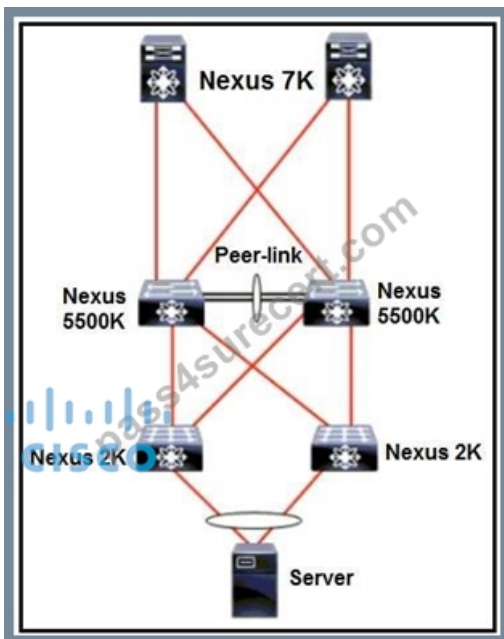 Nexus 7K
Peer-link
Nexus
5500K
Nexus
5500K
pass4surecert.com
CISCO
Nexus 2K
Nexus 2K
Server